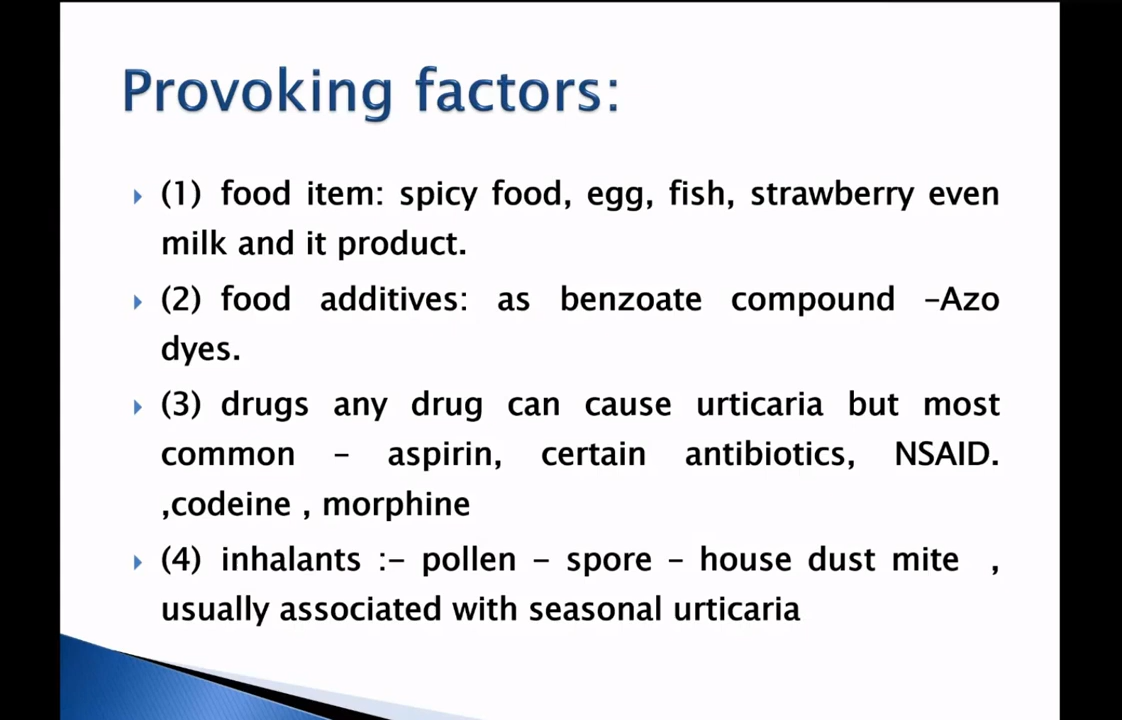 Provoking factors:
(1) food item: spicy food, egg, fish, strawberry even
milk and it product.
(2) food additives: as benzoate compound -Azo
dyes.
(3) drugs any drug can cause urticaria but most
common - aspirin, certain antibiotics, NSAID.
,codeine , morphine
(4) inhalants :- pollen - spore - house dust mite ,
usually associated with seasonal urticaria